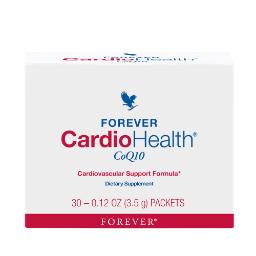 FOREVER
CardioHealth®
CoQ10
Cardiovascular Support Formula*
Dietary Supplement
30 – 0.12 OZ (3.5 g) PACKETS
FOREVER®